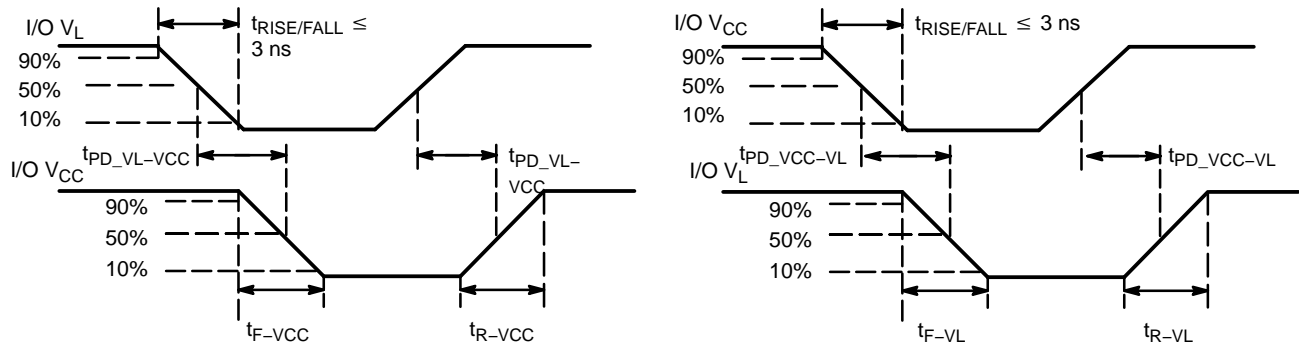 I/O V_L
t_RISE/FALL ≤
3 ns
90%
50%
10%
t_PD_VL–VCC
t_PD_VL–
VCC
I/O V_CC
90%
50%
10%
t_F–VCC
t_R–VCC
I/O V_CC
t_RISE/FALL ≤ 3 ns
90%
50%
10%
t_PD_VCC–VL
t_PD_VCC–VL
I/O V_L
90%
50%
10%
t_F–VL
t_R–VL